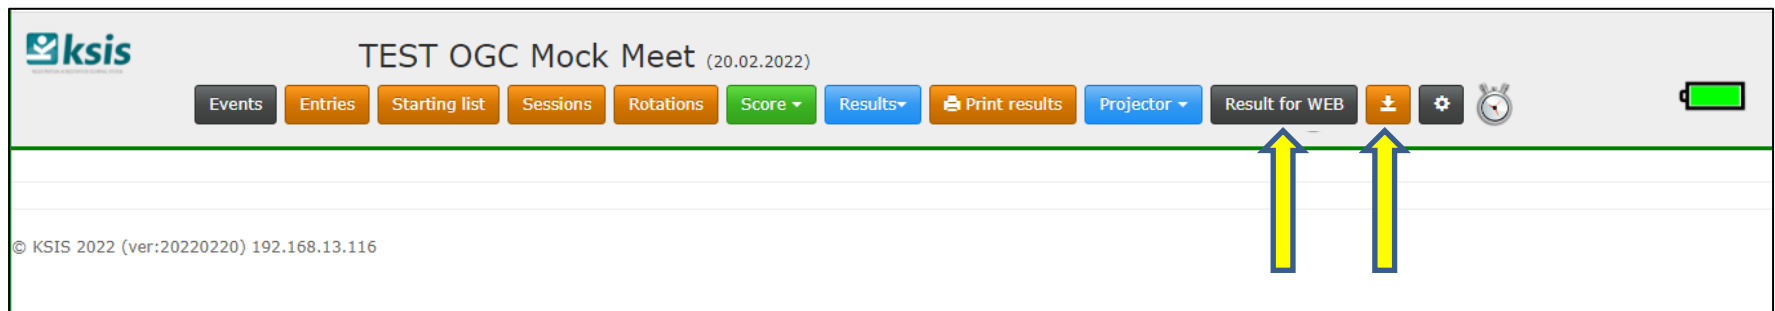 ksis
TEST OGC Mock Meet (20.02.2022)
Events Entries Starting list Sessions Rotations Score Results Print results Projector Result for WEB
© KSIS 2022 (ver:20220220) 192.168.13.116